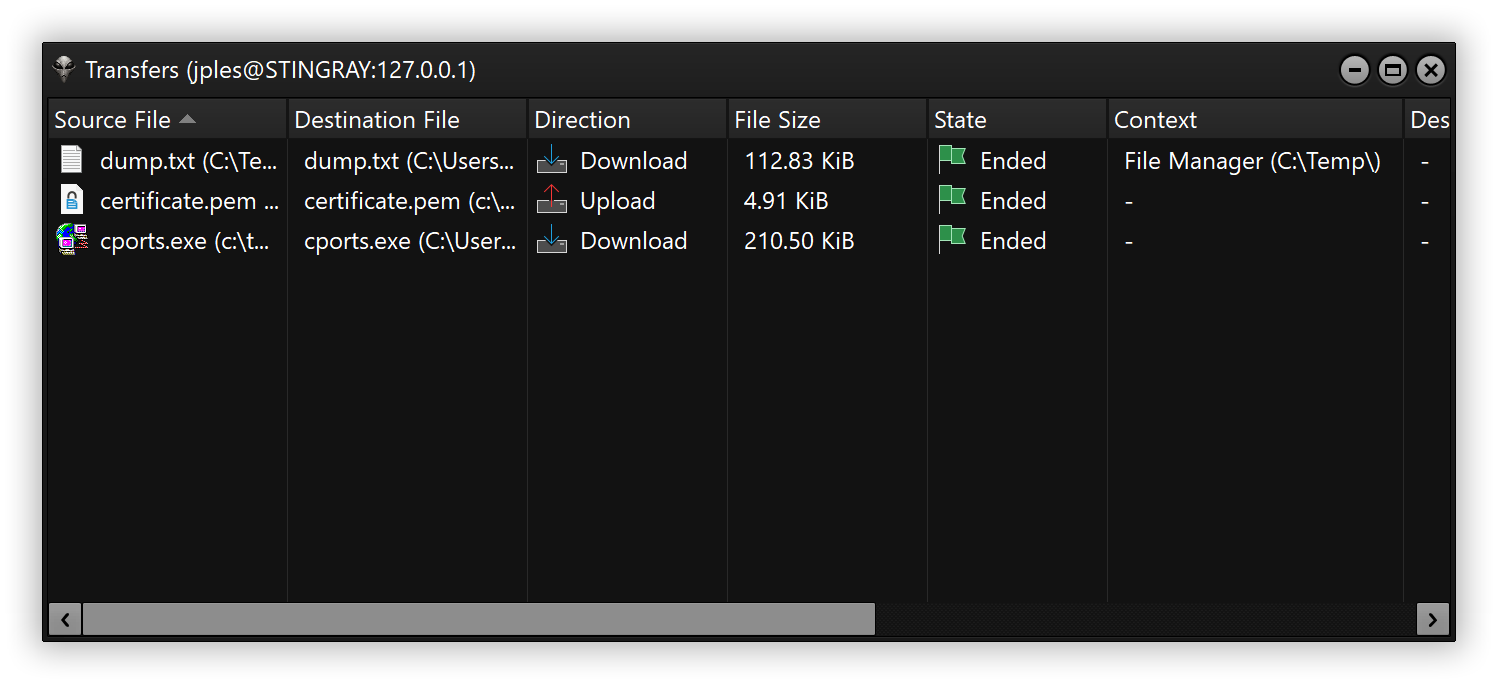 Transfers (jples@STINGRAY:127.0.0.1)
Source File Destination File Direction File Size State Context Des
dump.txt (C:\Te... dump.txt (C:\Users... Download 112.83 KiB Ended File Manager (C:\Temp\) -
certificate.pem ... certificate.pem (c:\... Upload 4.91 KiB Ended - -
cports.exe (c:\t... cports.exe (C:\User... Download 210.50 KiB Ended - -